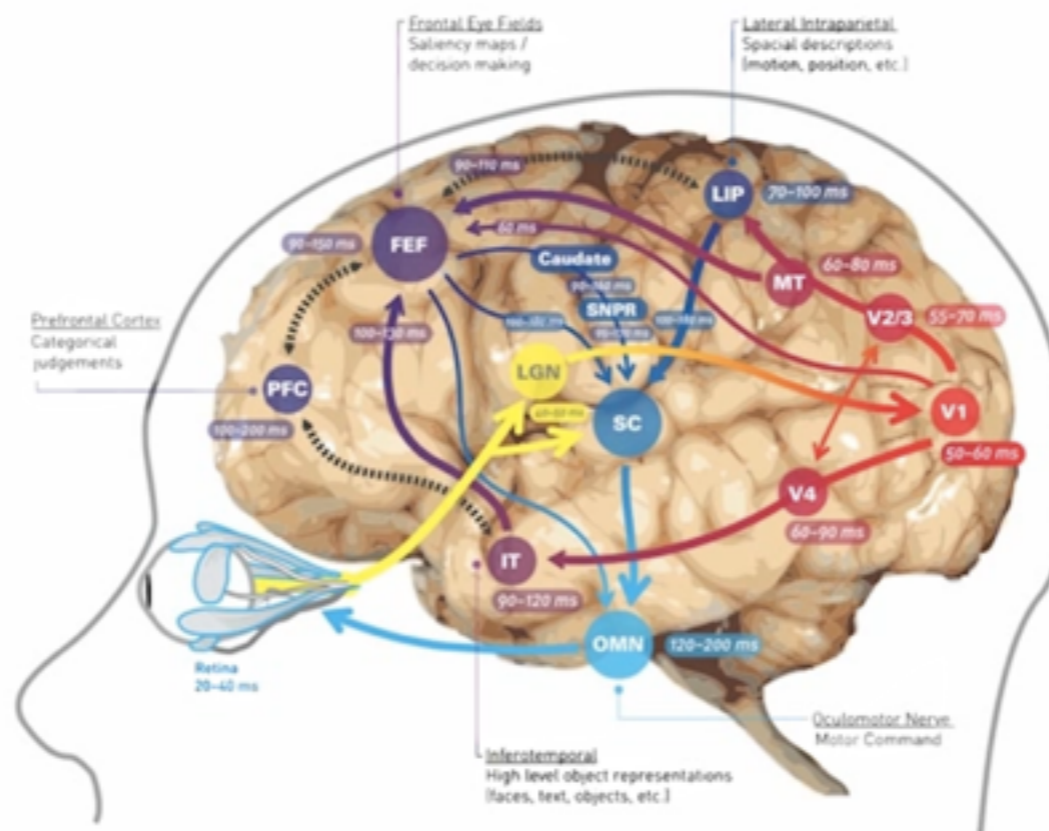 Frontal Eye Fields
Saliency maps /
decision making
Lateral Intraparietal
Spacial descriptions
(motion, position, etc.)
90-110 ms
LIP
70-100 ms
90-150 ms
FEF
60 ms
Caudate
MT
60-80 ms
SNPR
V2/3
55-70 ms
Prefrontal Cortex
Categorical
judgements
100-130 ms
LGN
PFC
100-200 ms
SC
V1
50-60 ms
V4
60-90 ms
IT
90-120 ms
OMN
120-200 ms
Retina
20-40 ms
Oculomotor Nerve
Motor Command
Inferotemporal
High level object representations
(faces, text, objects, etc.)